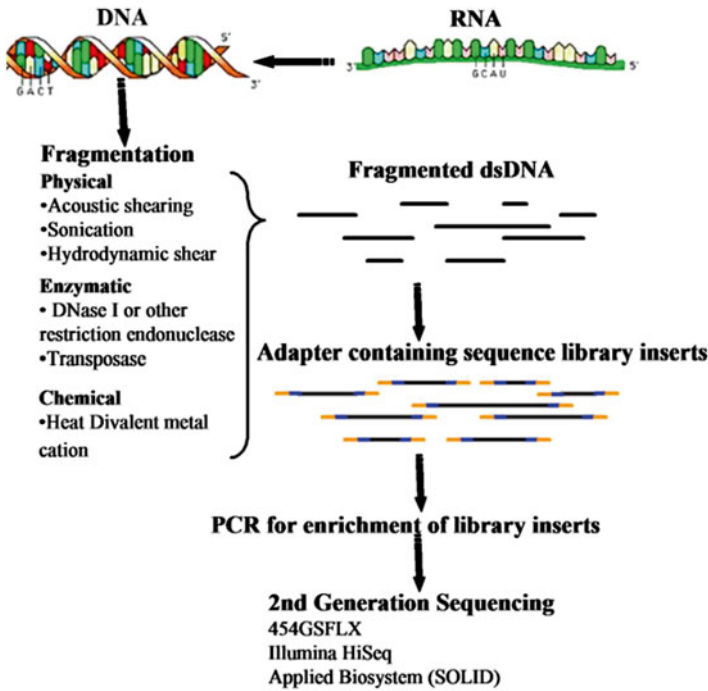 DNA
RNA
5'
3'
GACT
3'
5'
GCAU
Fragmentation
Physical
•Acoustic shearing
•Sonication
•Hydrodynamic shear
Enzymatic
• DNase I or other
restriction endonuclease
•Transposase
Chemical
•Heat Divalent metal
cation
Fragmented dsDNA
Adapter containing sequence library inserts
PCR for enrichment of library inserts
2nd Generation Sequencing
454GSFLX
Illumina HiSeq
Applied Biosystem (SOLID)